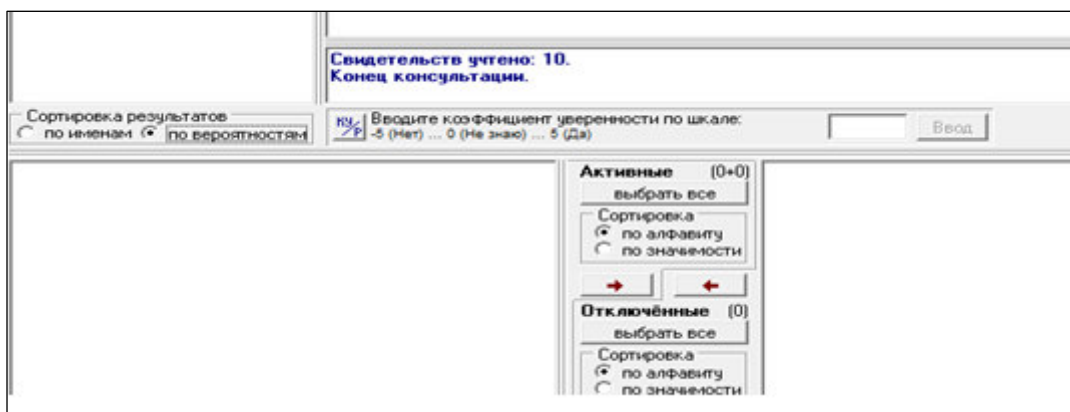 Свидетельств учтено: 10.
Конец консультации.
Сортировка результатов
по именам по вероятностям
КУ/Р
Вводите коэффициент уверенности по шкале:
-5 (Нет) ... 0 (Не знаю) ... 5 (Да)
Ввод
Активные (0+0)
выбрать все
Сортировка
по алфавиту
по значимости
Отключённые (0)
выбрать все
Сортировка
по алфавиту
по значимости